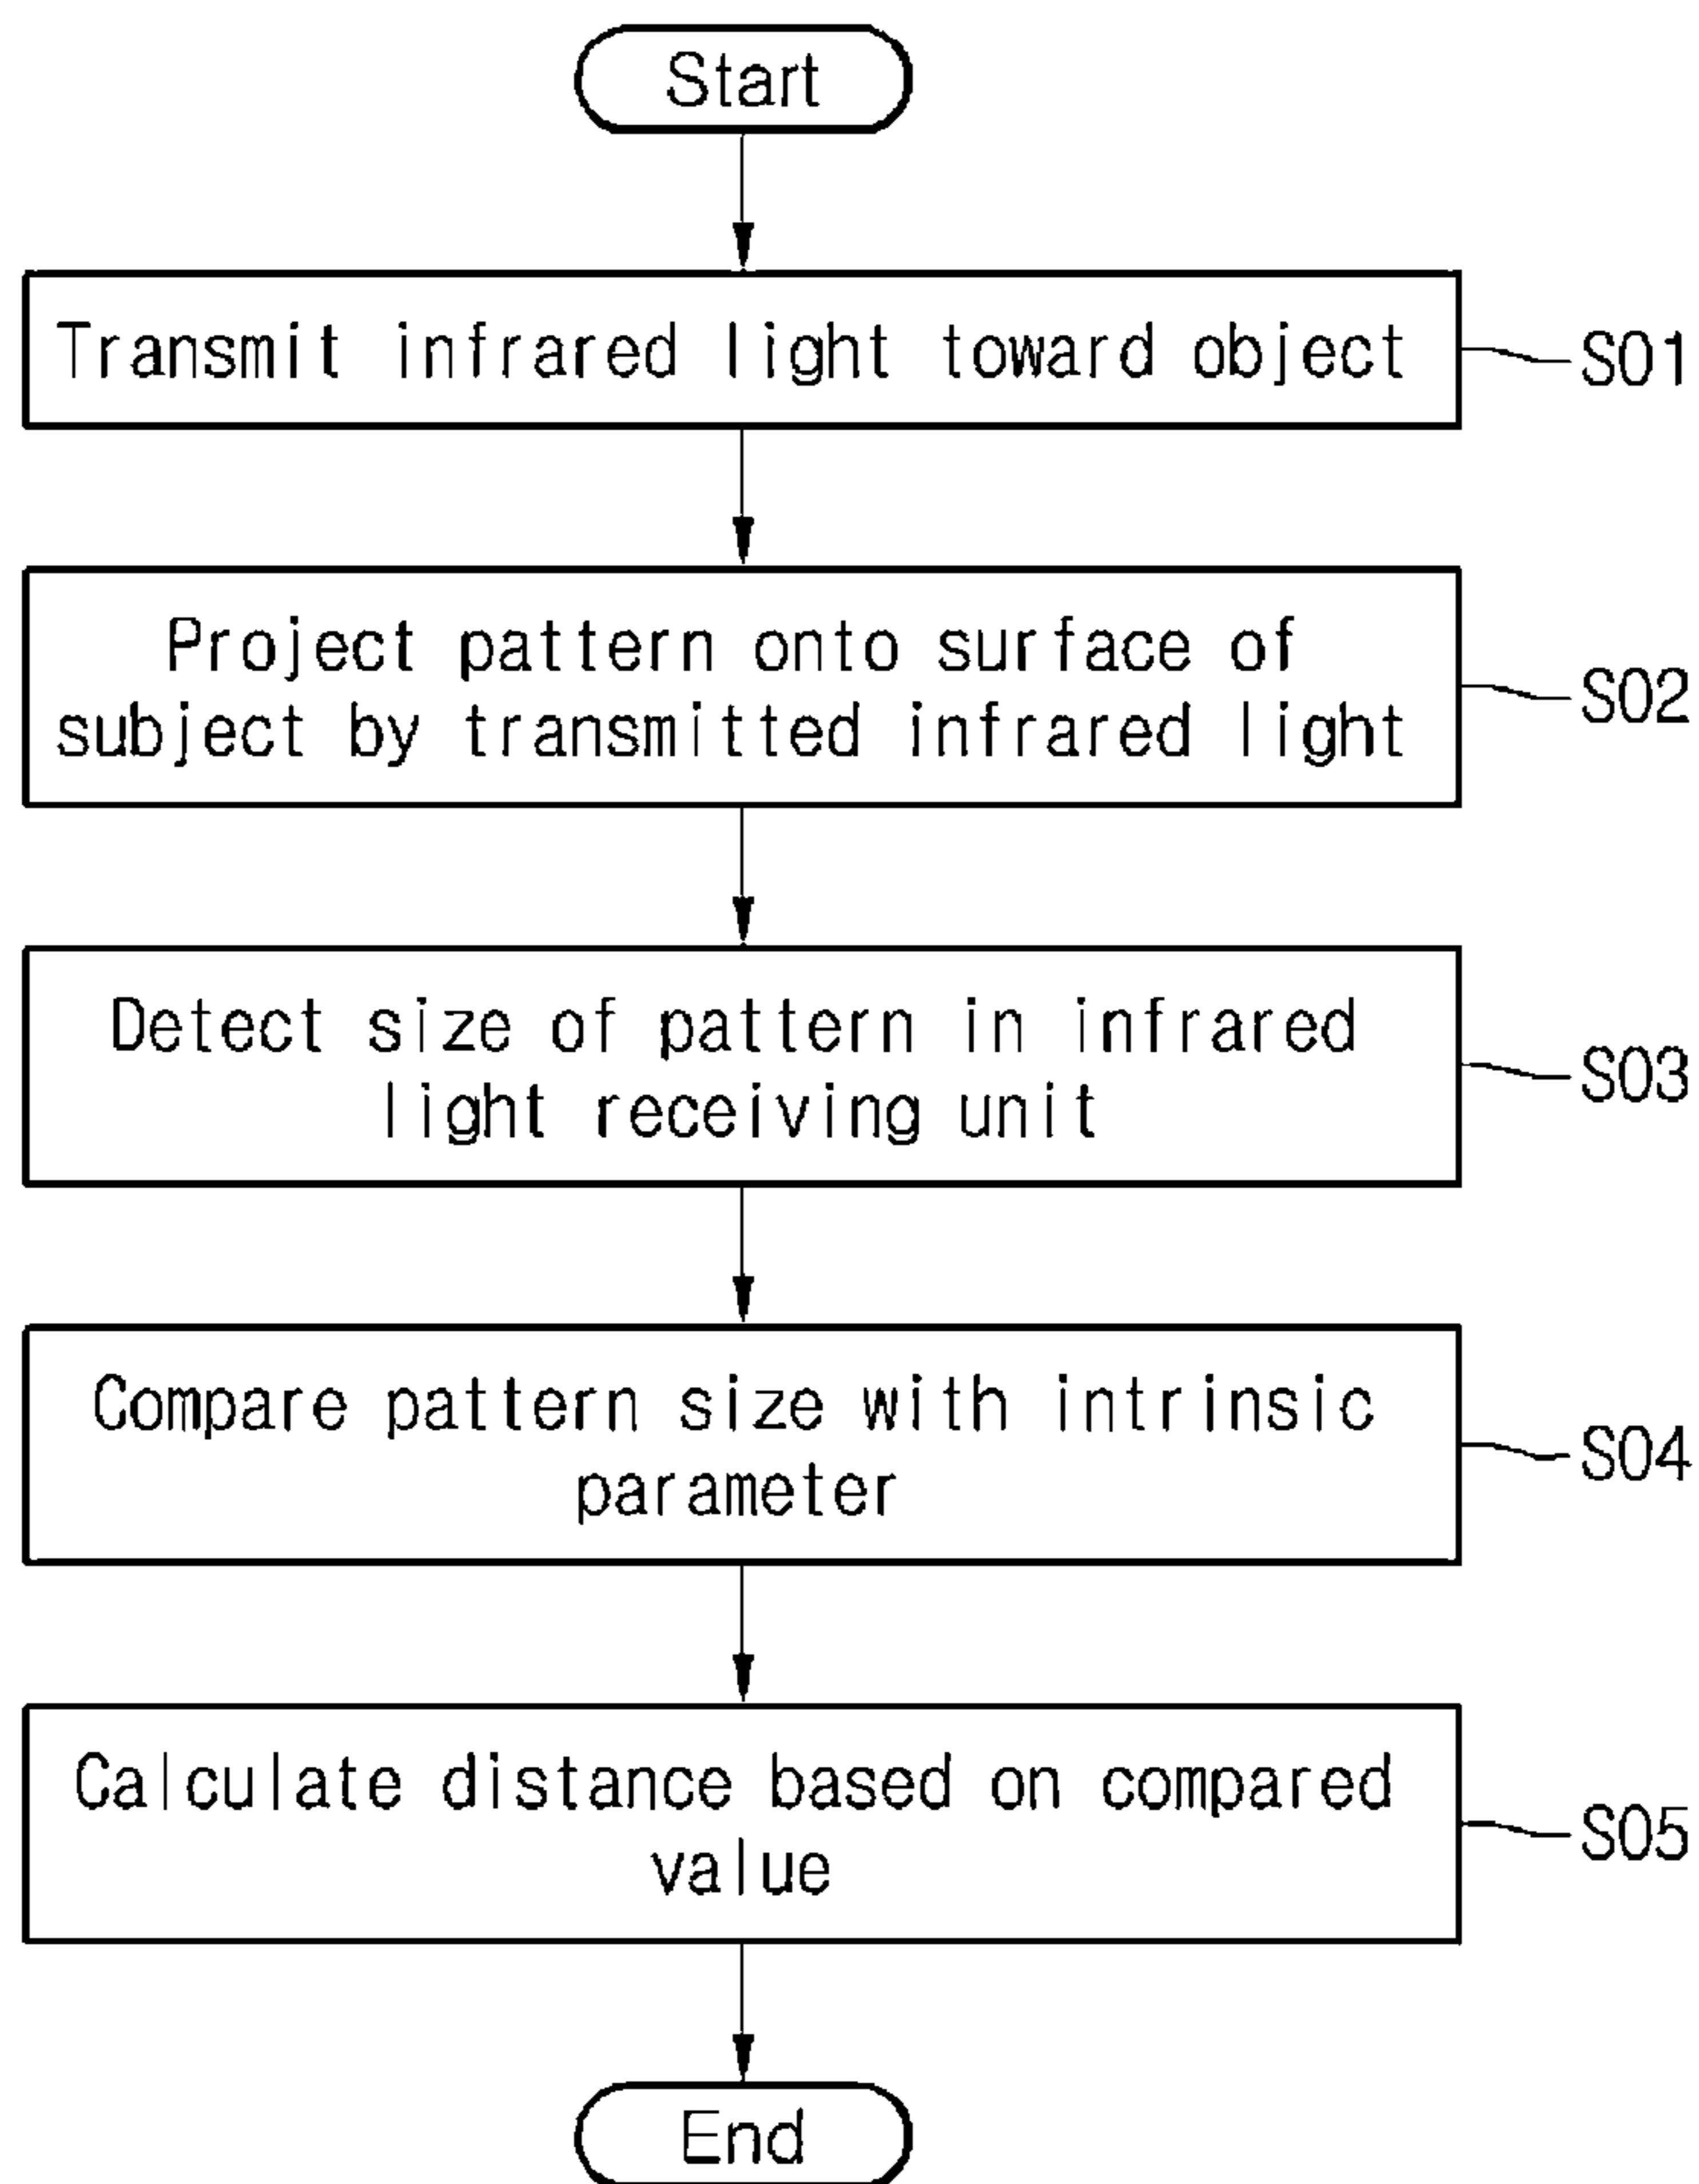 Start
Transmit infrared light toward object
S01
Project pattern onto surface of
subject by transmitted infrared light
S02
Detect size of pattern in infrared
light receiving unit
S03
Compare pattern size with intrinsic
parameter
S04
Calculate distance based on compared
value
S05
End